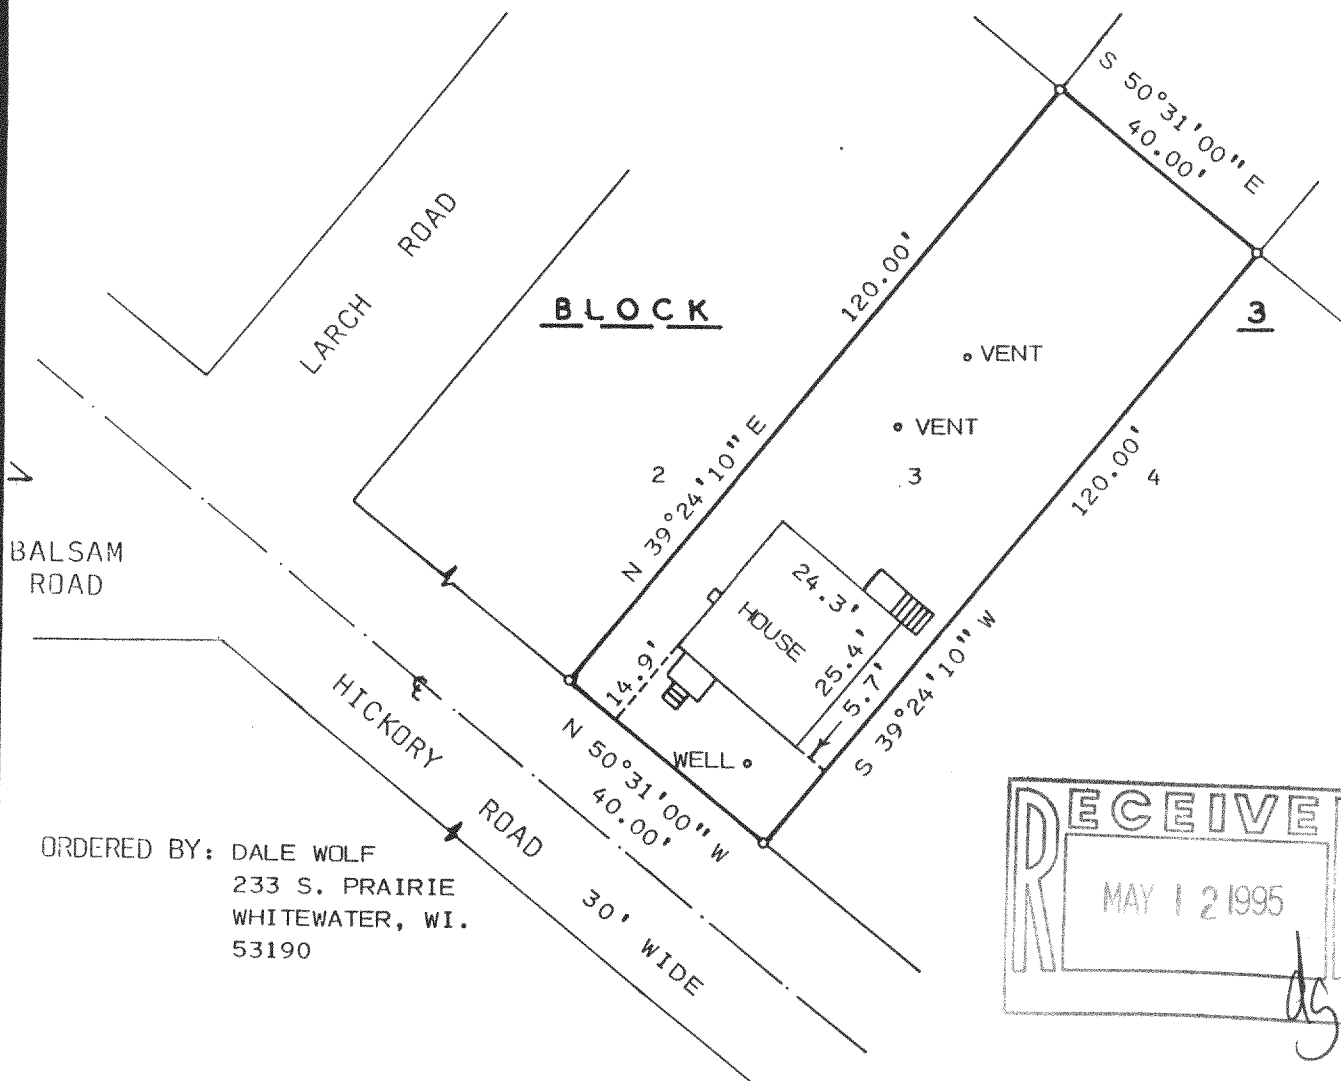 S 50°31'00" E
40.00'
LARCH ROAD
BLOCK
3
120.00'
N 39°24'10" E
VENT
VENT
2
3
4
120.00'
S 39°24'10" W
BALSAM
ROAD
24.3'
HOUSE
25.4'
5.7'
14.9'
WELL
N 50°31'00" W
40.00'
HICKORY ROAD 30' WIDE
ORDERED BY: DALE WOLF
233 S. PRAIRIE
WHITEWATER, WI.
53190
RECEIVE
MAY 12 1995
ds